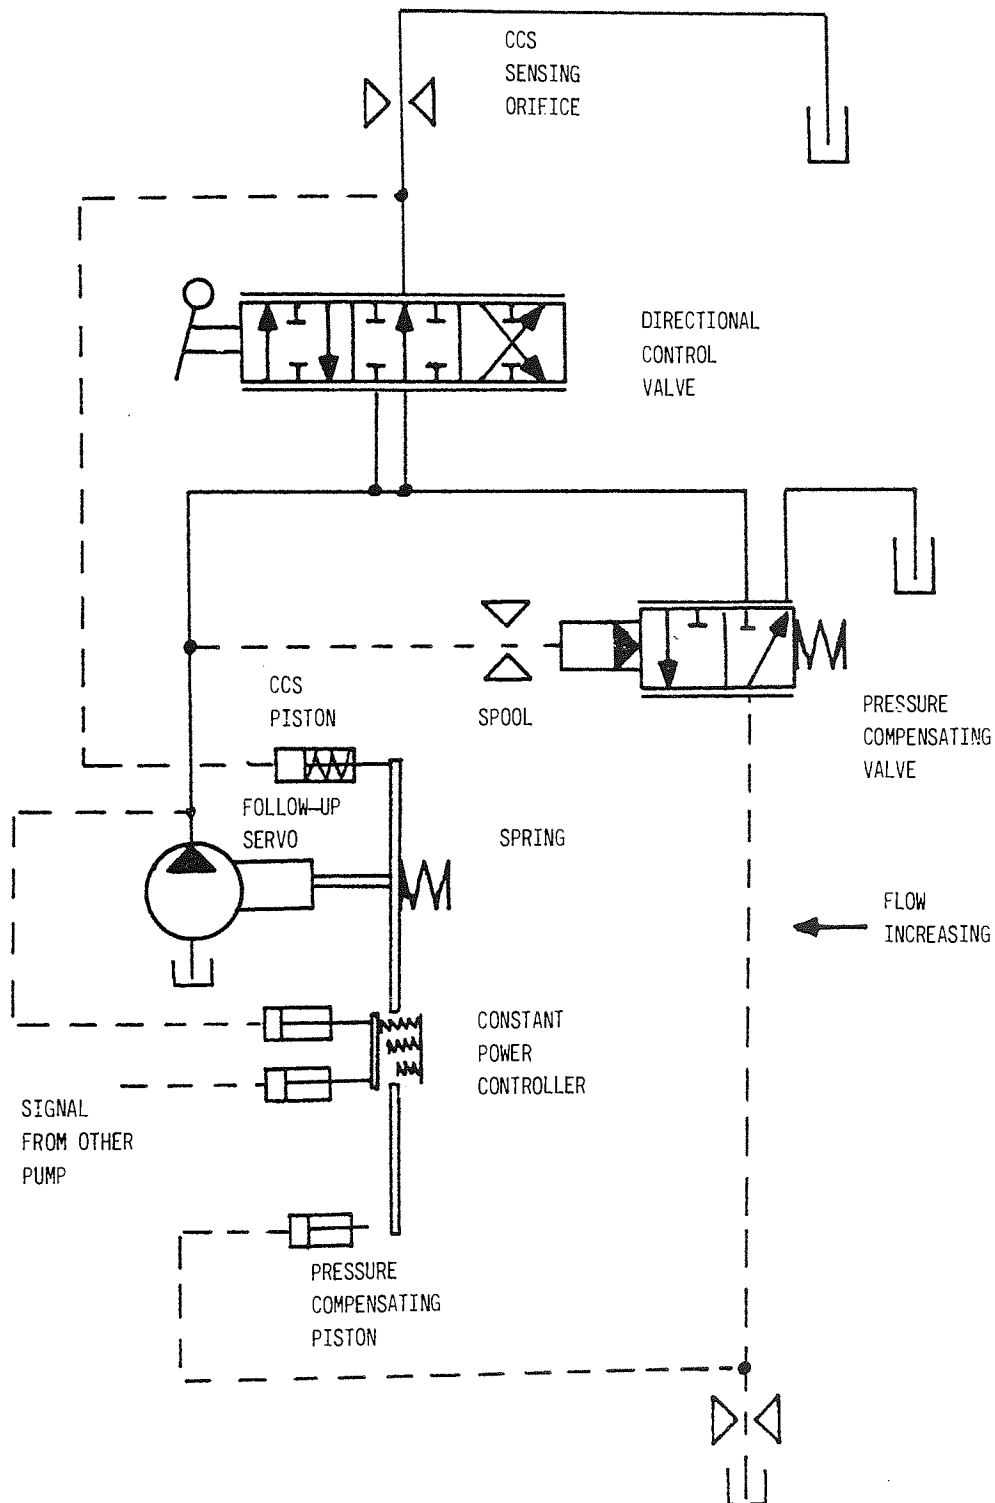 CCS
SENSING
ORIFICE
DIRECTIONAL
CONTROL
VALVE
CCS
PISTON
SPOOL
PRESSURE
COMPENSATING
VALVE
FOLLOW-UP
SERVO
SPRING
FLOW
INCREASING
CONSTANT
POWER
CONTROLLER
SIGNAL
FROM OTHER
PUMP
PRESSURE
COMPENSATING
PISTON